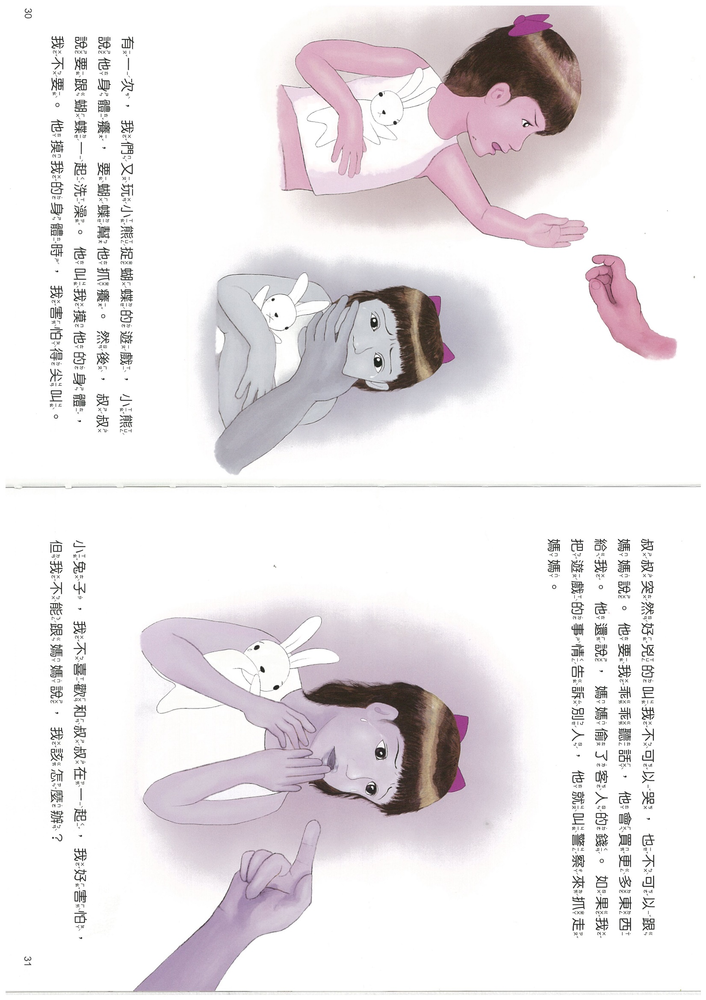 有一次，我們又玩小熊捉蝴蝶的遊戲，小熊
說他身體癢，要蝴蝶幫他抓癢。然後，叔叔
說要跟蝴蝶一起洗澡。他叫我摸他的身體，
我不要。他摸我的身體時，我害怕得尖叫。
30
叔叔突然好兇的叫我不可以哭，也不可以跟
媽媽說。他要我乖乖聽話，他會買更多東西
給我。他還說，媽媽偷了客人的錢。如果我
把遊戲的事情告訴別人，他就叫警察來抓走
媽媽。
小兔子，我不喜歡和叔叔在一起，我好害怕，
但我不能跟媽媽說，我該怎麼辦？
31